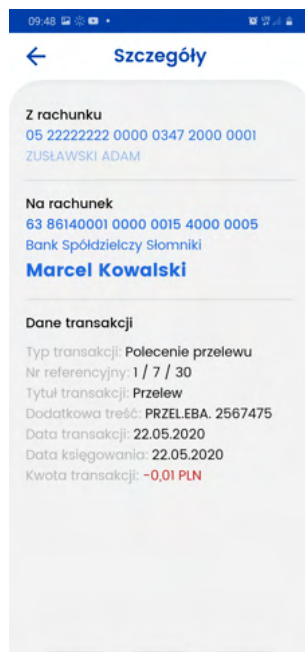 09:48
Szczegóły
Z rachunku
05 22222222 0000 0347 2000 0001
ZUSŁAWSKI ADAM
Na rachunek
63 86140001 0000 0015 4000 0005
Bank Spółdzielczy Słomniki
Marcel Kowalski
Dane transakcji
Typ transakcji: Polecenie przelewu
Nr referencyjny: 1 / 7 / 30
Tytuł transakcji: Przelew
Dodatkowa treść: PRZEL.EBA. 2567475
Data transakcji: 22.05.2020
Data księgowania: 22.05.2020
Kwota transakcji: -0,01 PLN